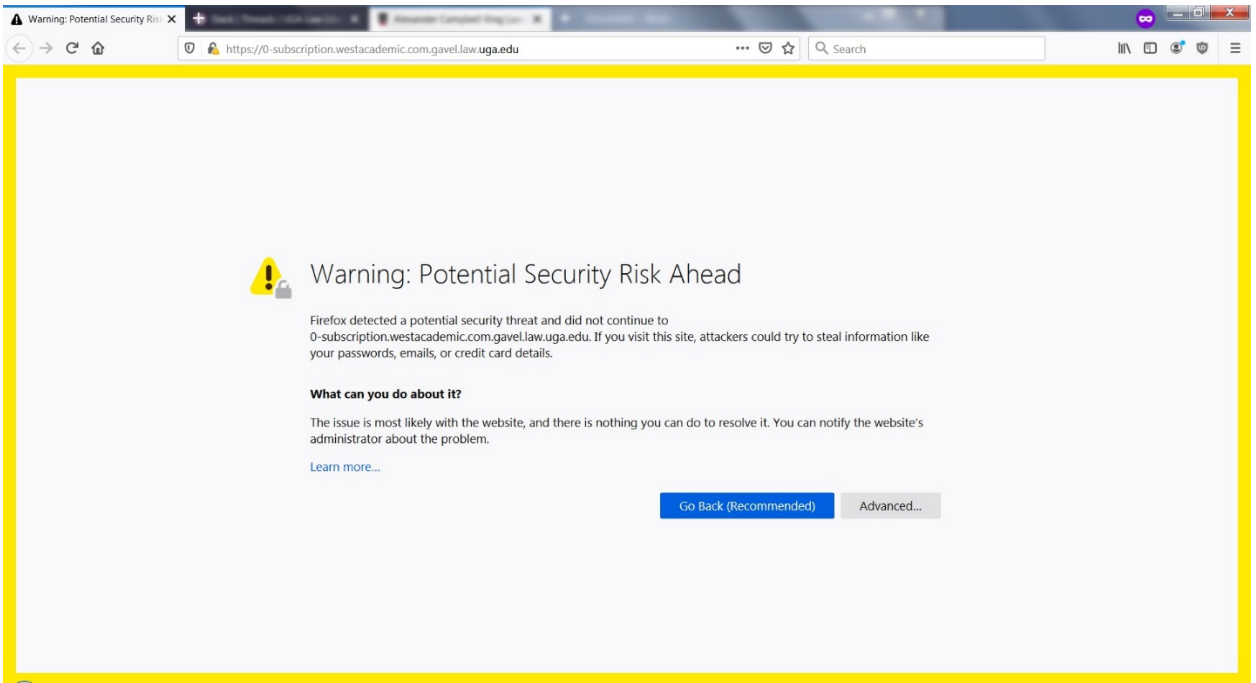 Warning: Potential Security Ris
https://0-subscription.westacademic.com.gavel.law.uga.edu
Search
Warning: Potential Security Risk Ahead
Firefox detected a potential security threat and did not continue to
0-subscription.westacademic.com.gavel.law.uga.edu. If you visit this site, attackers could try to steal information like
your passwords, emails, or credit card details.
What can you do about it?
The issue is most likely with the website, and there is nothing you can do to resolve it. You can notify the website's
administrator about the problem.
Learn more...
Go Back (Recommended)
Advanced...